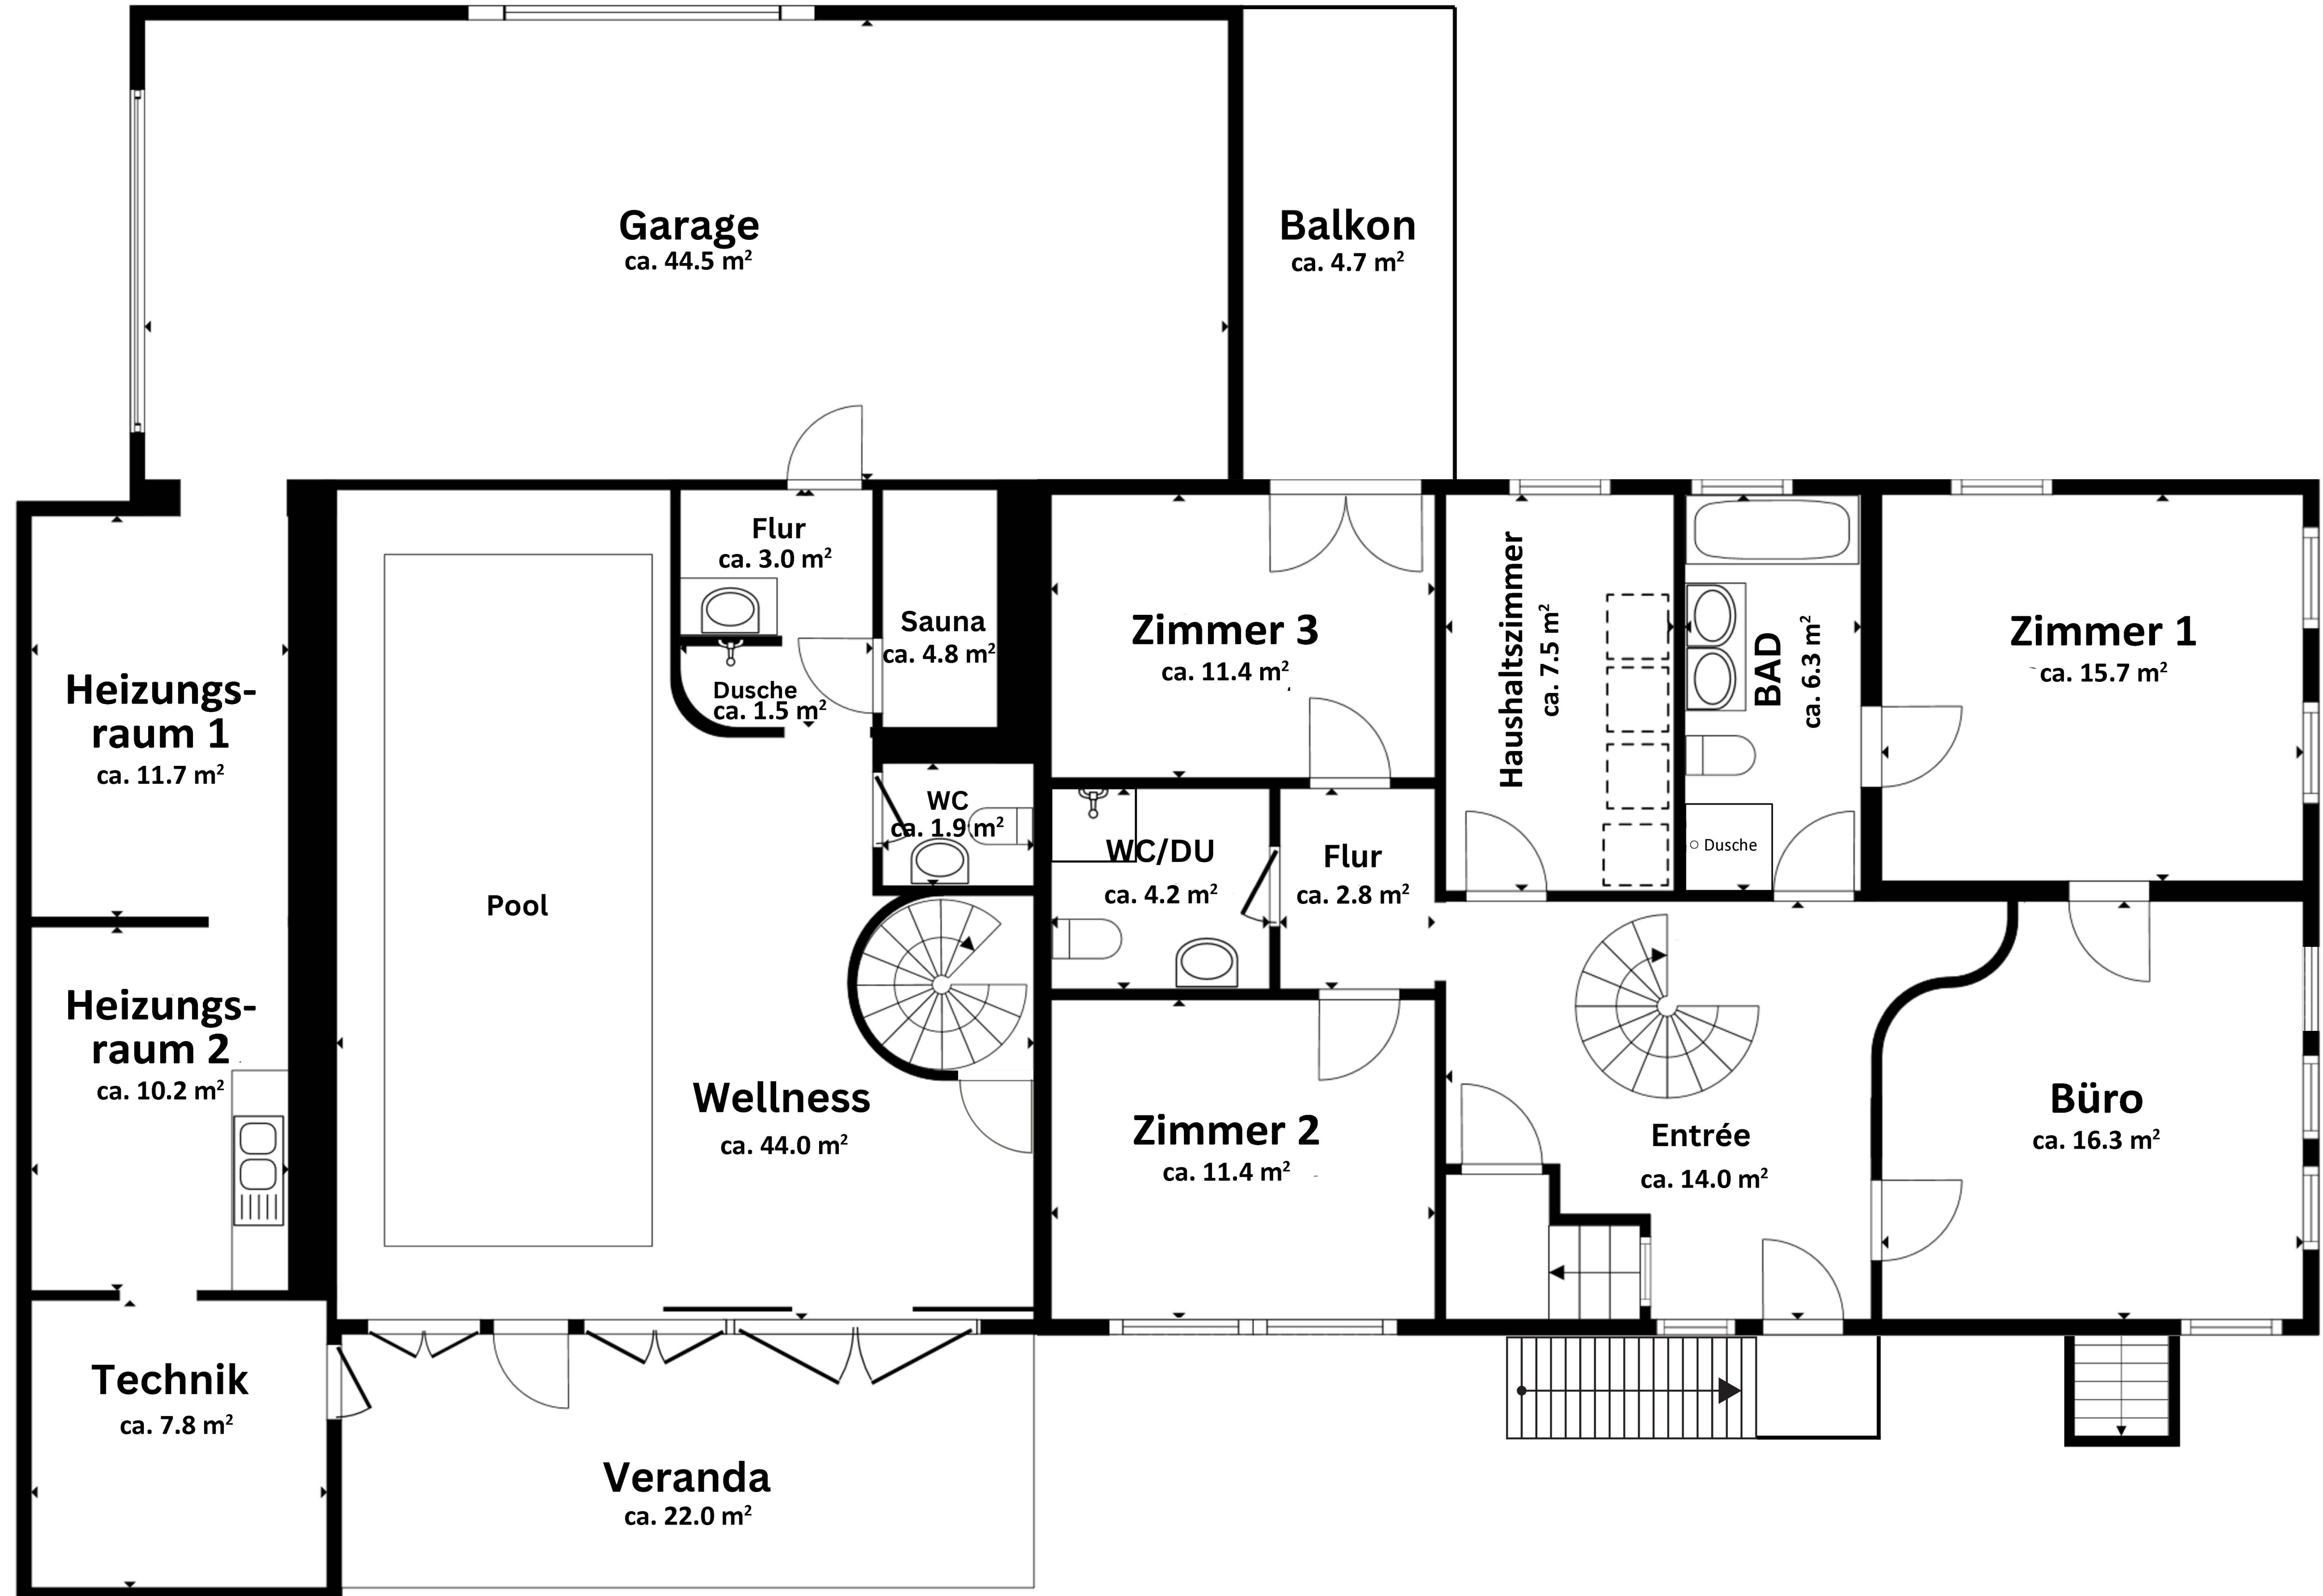 Garage
ca. 44.5 m²
Balkon
ca. 4.7 m²
Flur
ca. 3.0 m²
Sauna
ca. 4.8 m²
Dusche
ca. 1.5 m²
WC
ca. 1.9 m²
Heizungs-
raum 1
ca. 11.7 m²
Heizungs-
raum 2
ca. 10.2 m²
Technik
ca. 7.8 m²
Pool
Wellness
ca. 44.0 m²
Veranda
ca. 22.0 m²
Zimmer 3
ca. 11.4 m²
WC/DU
ca. 4.2 m²
Flur
ca. 2.8 m²
Zimmer 2
ca. 11.4 m²
Haushaltszimmer
ca. 7.5 m²
BAD
ca. 6.3 m²
Dusche
Zimmer 1
ca. 15.7 m²
Entrée
ca. 14.0 m²
Büro
ca. 16.3 m²